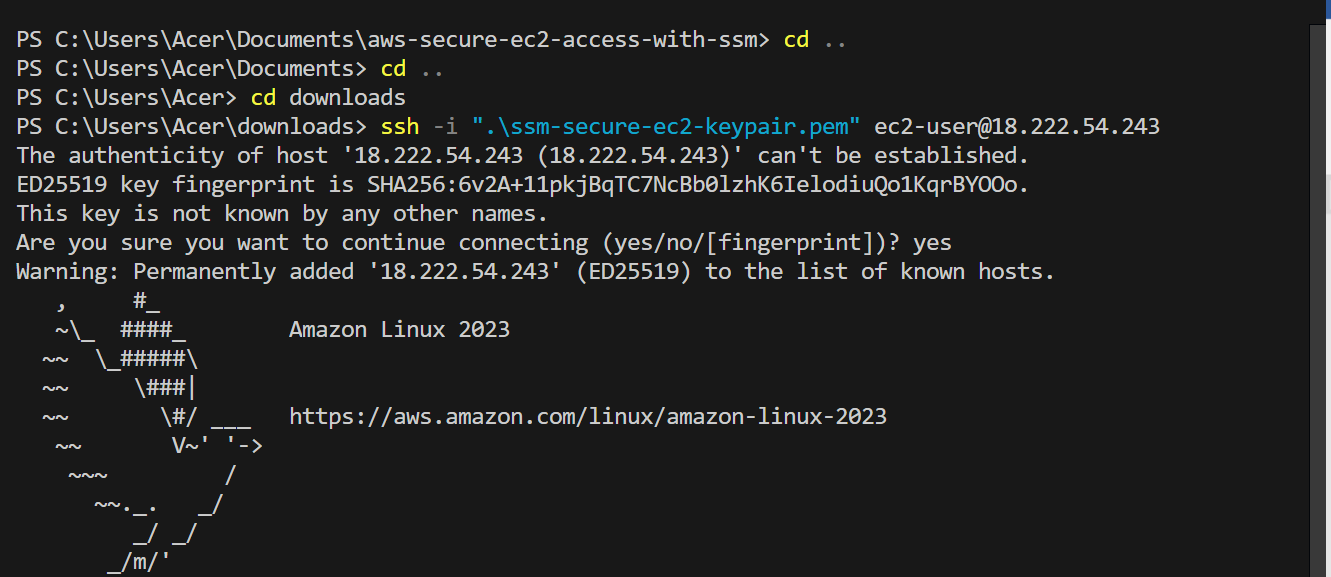 PS C:\Users\Acer\Documents\aws-secure-ec2-access-with-ssm> cd ..
PS C:\Users\Acer\Documents> cd ..
PS C:\Users\Acer> cd downloads
PS C:\Users\Acer\downloads> ssh -i ".\ssm-secure-ec2-keypair.pem" ec2-user@18.222.54.243
The authenticity of host '18.222.54.243 (18.222.54.243)' can't be established.
ED25519 key fingerprint is SHA256:6v2A+11pkjBqTC7NcBb0lzhK6IelodiuQo1KqrBYOOo.
This key is not known by any other names.
Are you sure you want to continue connecting (yes/no/[fingerprint])? yes
Warning: Permanently added '18.222.54.243' (ED25519) to the list of known hosts.
   ,     #_
   ~\_  ####_        Amazon Linux 2023
  ~~  \_#####\
  ~~     \###|
  ~~       \#/ ___   https://aws.amazon.com/linux/amazon-linux-2023
   ~~       V~' '->
    ~~~         /
      ~~._.   _/
         _/ _/
       _/m/'